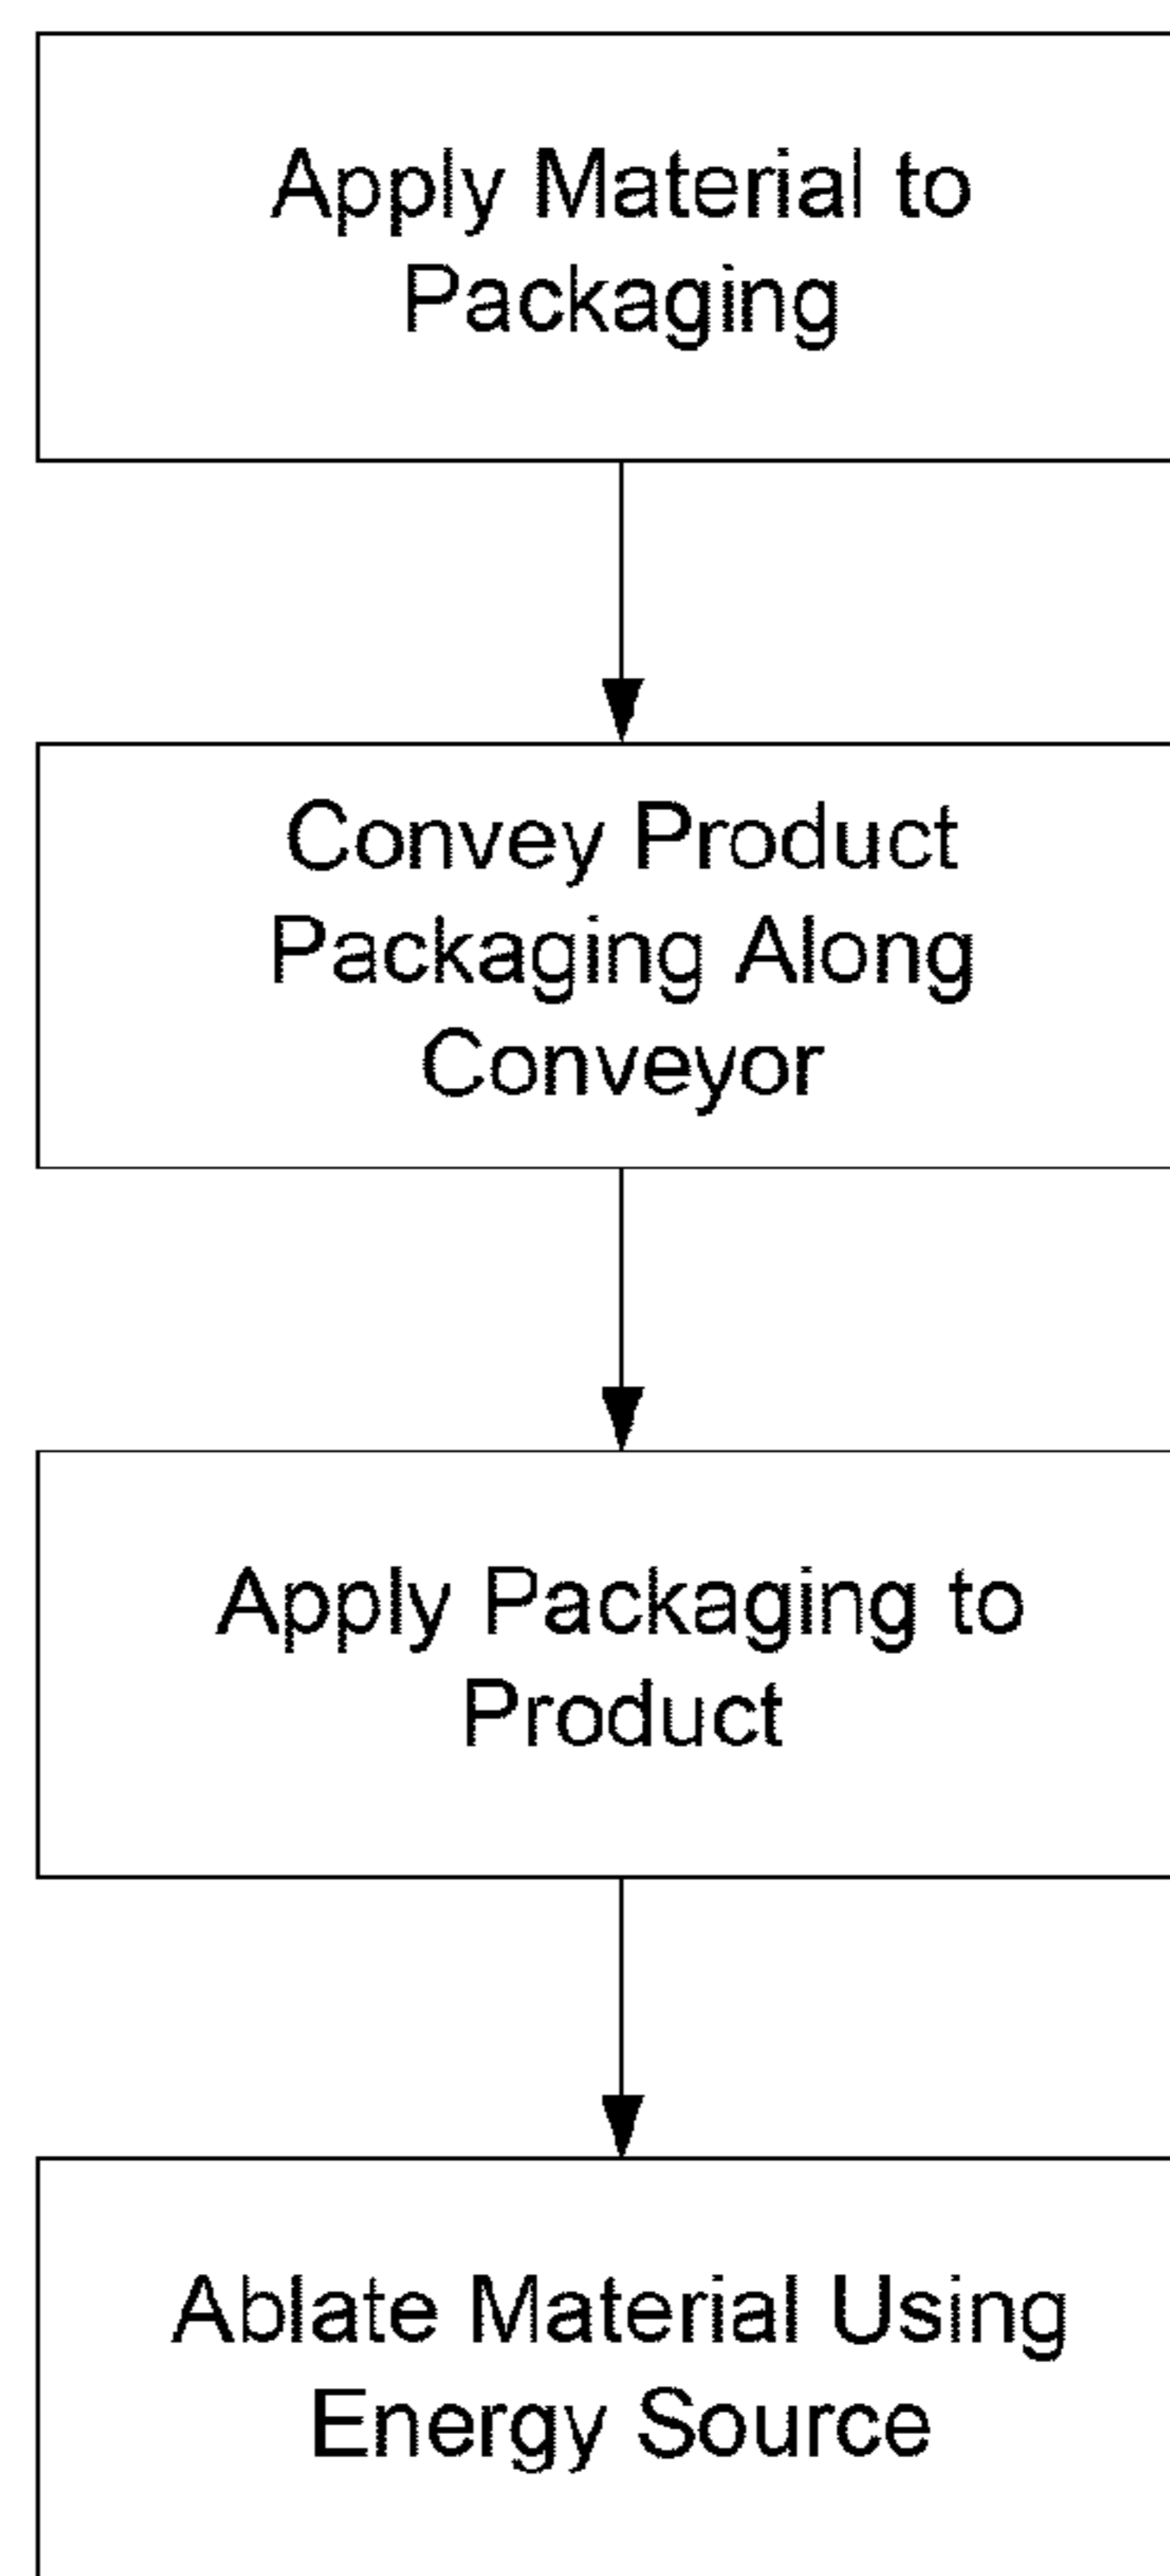 Apply Material to
Packaging
Convey Product
Packaging Along
Conveyor
Apply Packaging to
Product
Ablate Material Using
Energy Source